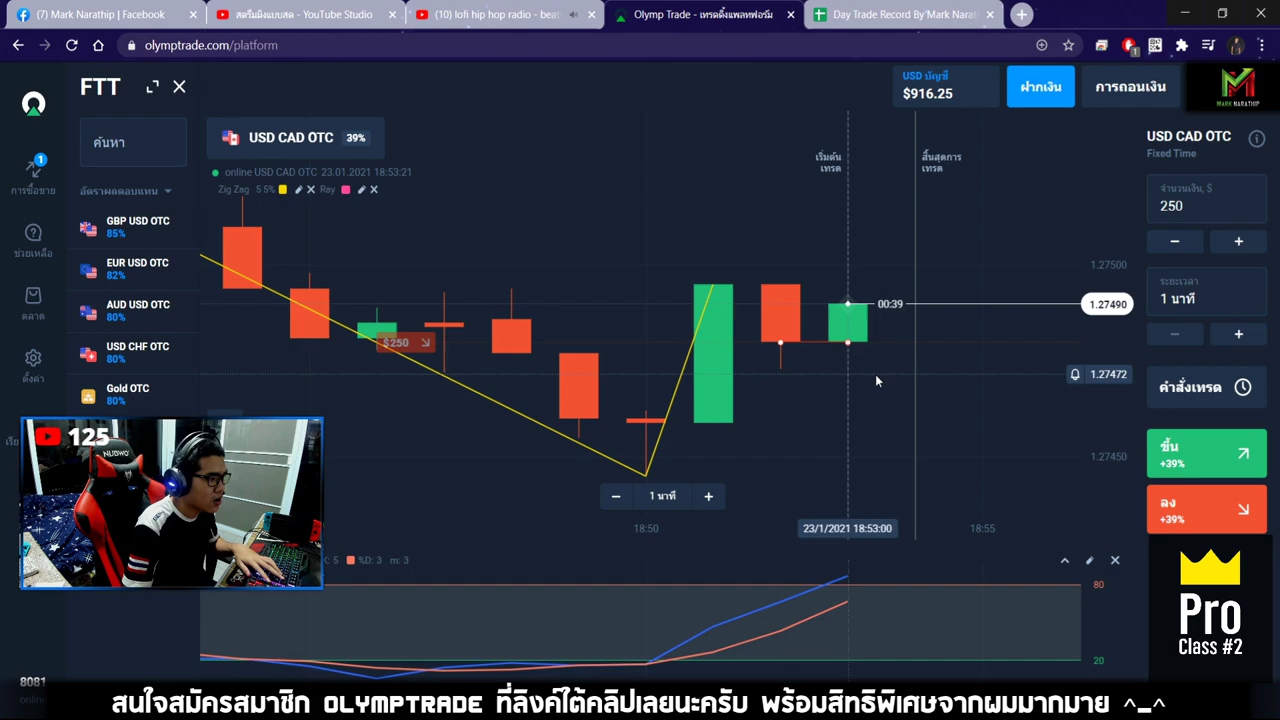 (7) Mark Narathip | Facebook
สตรีมมิงแบบสด - YouTube Studio
(10) lofi hip hop radio - beat
Olymp Trade - เทรดดิ้งแพลทฟอร์ม
Day Trade Record By Mark Narat
olymptrade.com/platform
1
FTT
USD บัญชี
$916.25
ฝากเงิน
การถอนเงิน
MARK NARATHIP
ค้นหา
USD CAD OTC 39%
USD CAD OTC
Fixed Time
online USD CAD OTC 23.01.2021 18:53:21
Zig Zag 5 5%
Ray
เริ่มต้น
เทรด
สิ้นสุดการ
เทรด
1
การซื้อขาย
อัตราผลตอบแทน
จำนวนเงิน, $
250
GBP USD OTC
85%
ช่วยเหลือ
EUR USD OTC
82%
1.27500
ระยะเวลา
1 นาที
AUD USD OTC
80%
ตลาด
00:39
1.27490
$250
USD CHF OTC
80%
ตั้งค่า
1.27472
คำสั่งเทรด
Gold OTC
80%
125
NUBWO
ขึ้น
+39%
1.27450
1 นาที
ลง
+39%
18:50
23/1/2021 18:53:00
18:55
: 5
%D: 3
m: 3
80
20
Pro
Class #2
8081
online
สนใจสมัครสมาชิก OLYMPTRADE ที่ลิงค์ใต้คลิปเลยนะครับ พร้อมสิทธิพิเศษจากผมมากมาย ^_^